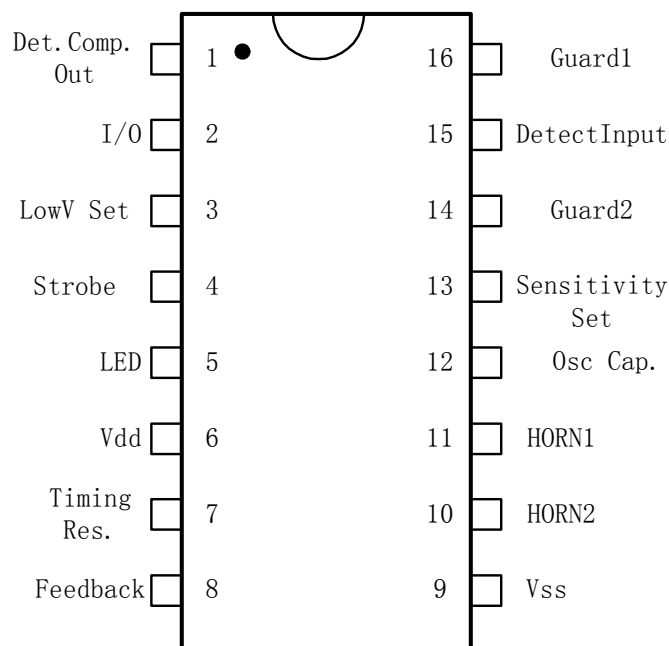 Det.Comp.
Out
1
16
Guard1
I/O
2
15
DetectInput
LowV Set
3
14
Guard2
Strobe
4
13
Sensitivity
Set
LED
5
12
Osc Cap.
Vdd
6
11
HORN1
Timing
Res.
7
10
HORN2
Feedback
8
9
Vss